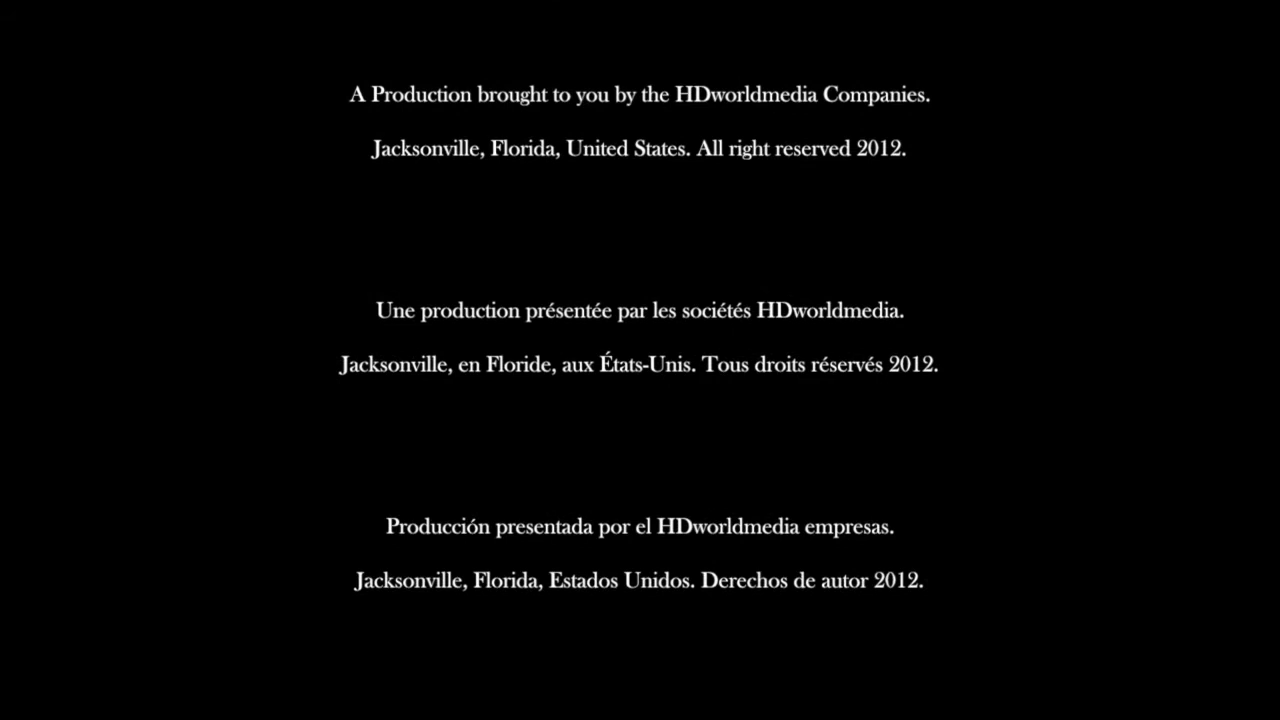 A Production brought to you by the HDworldmedia Companies.
Jacksonville, Florida, United States. All right reserved 2012.
Une production présentée par les sociétés HDworldmedia.
Jacksonville, en Floride, aux États-Unis. Tous droits réservés 2012.
Producción presentada por el HDworldmedia empresas.
Jacksonville, Florida, Estados Unidos. Derechos de autor 2012.